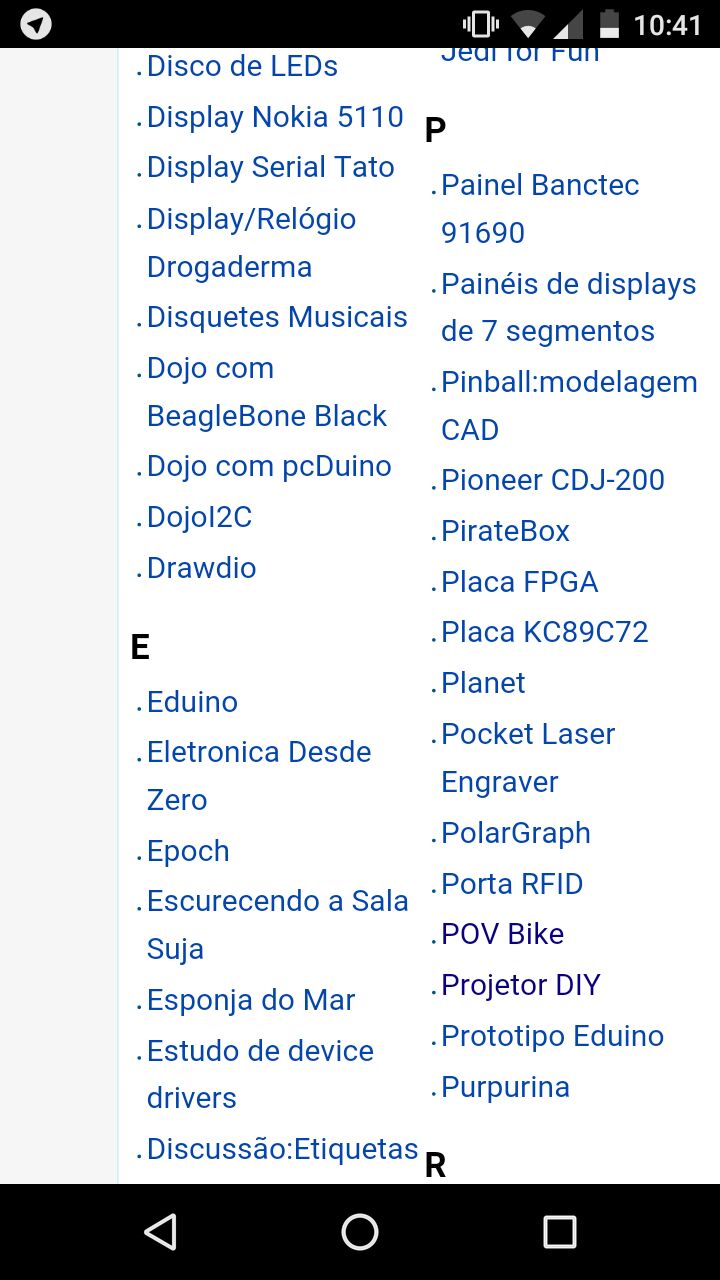 10:41
Disco de LEDs
Display Nokia 5110
Display Serial Tato
Display/Relógio
Drogaderma
Disquetes Musicais
Dojo com
BeagleBone Black
Dojo com pcDuino
DojoI2C
Drawdio
E
Eduino
Eletronica Desde
Zero
Epoch
Escurecendo a Sala
Suja
Esponja do Mar
Estudo de device
drivers
Discussão:Etiquetas
Jedi for Fun
P
Painel Banctec
91690
Painéis de displays
de 7 segmentos
Pinball:modelagem
CAD
Pioneer CDJ-200
PirateBox
Placa FPGA
Placa KC89C72
Planet
Pocket Laser
Engraver
PolarGraph
Porta RFID
POV Bike
Projetor DIY
Prototipo Eduino
Purpurina
R